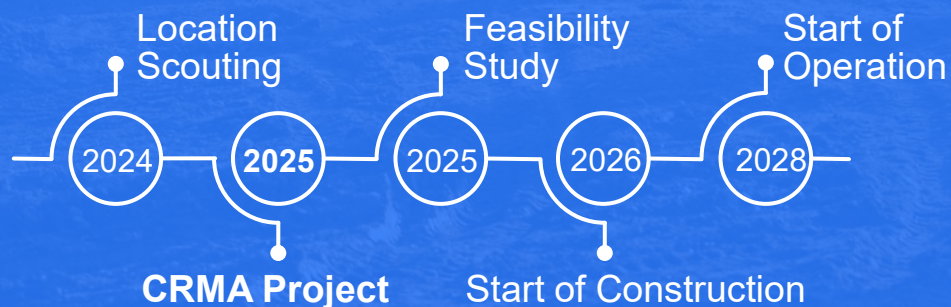 Location
Scouting
Feasibility
Study
Start of
Operation
2024
2025
2025
2026
2028
CRMA Project
Start of Construction